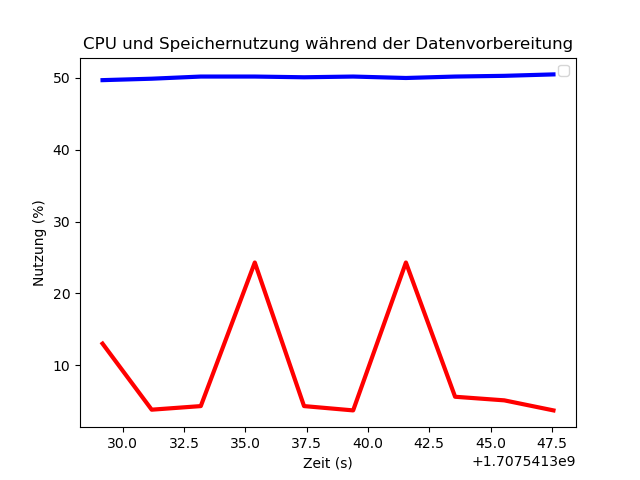 CPU und Speichernutzung während der Datenvorbereitung
50
40
30
20
10
Nutzung (%)
30.0 32.5 35.0 37.5 40.0 42.5 45.0 47.5
Zeit (s)
+1.7075413e9